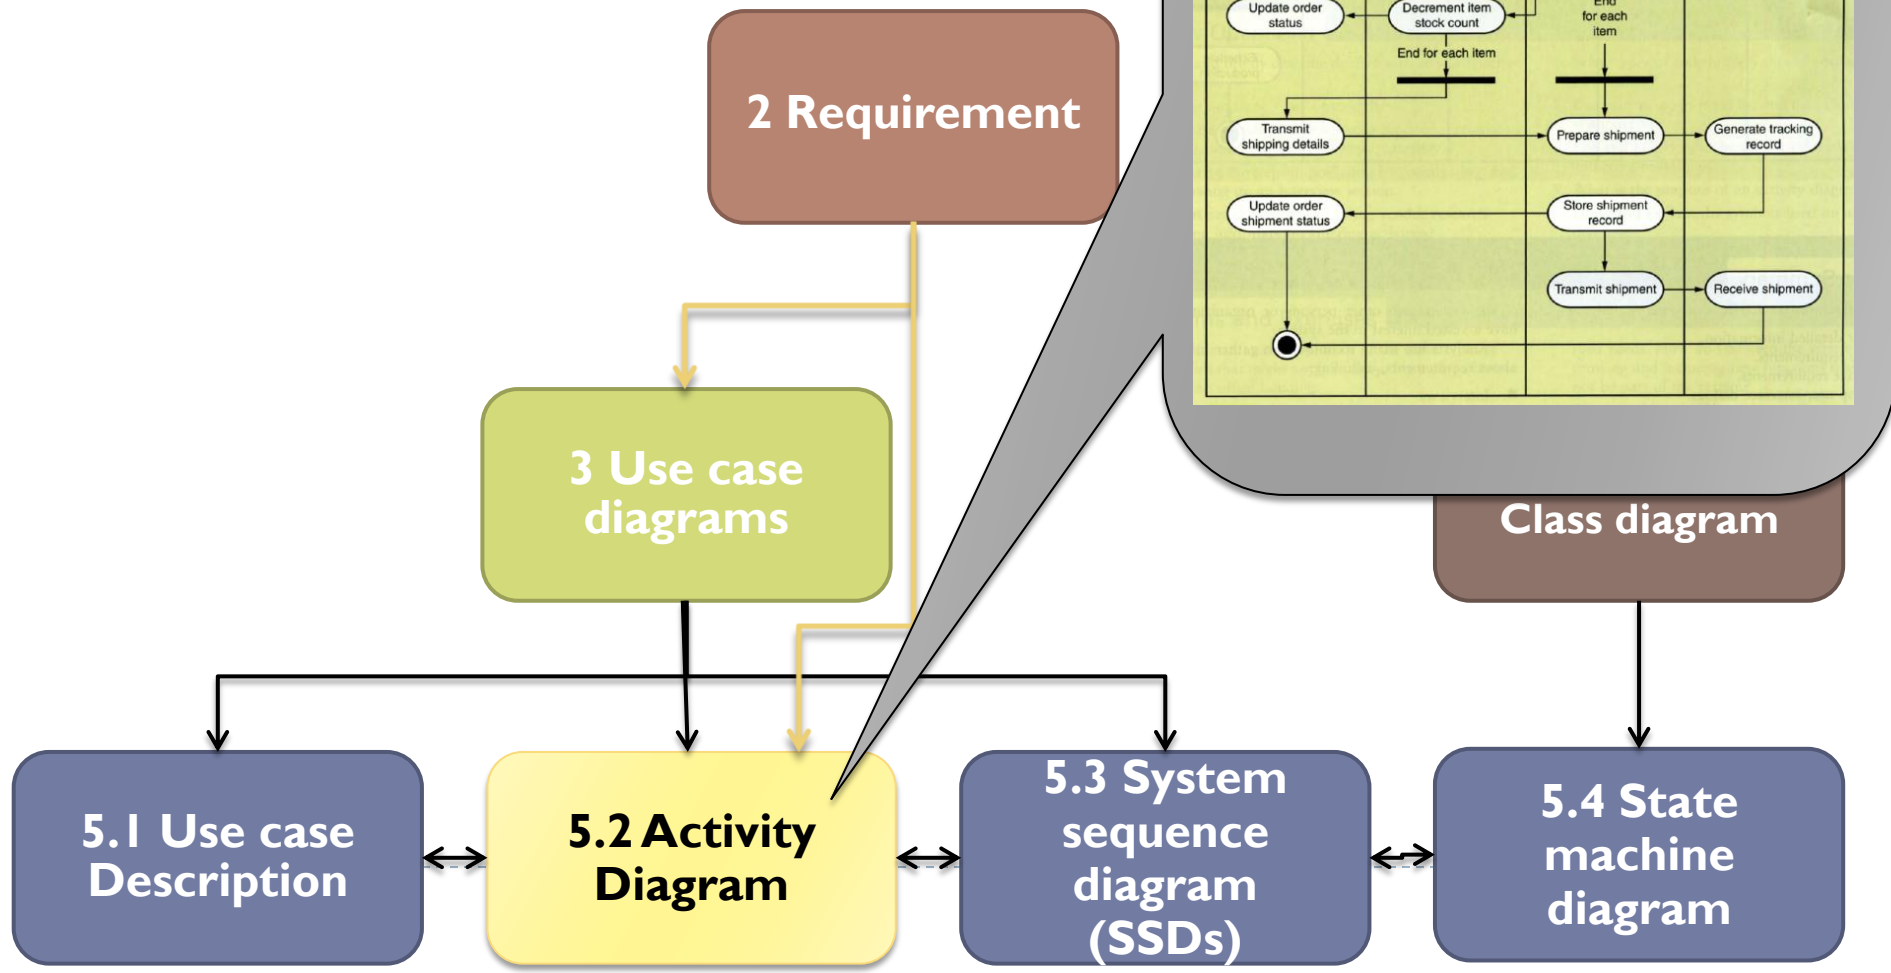 2 Requirement
Update order
status
Decrement item
stock count
End
for each
item
End for each item
Transmit
shipping details
Prepare shipment
Generate tracking
record
Update order
shipment status
Store shipment
record
Transmit shipment
Receive shipment
3 Use case
diagrams
Class diagram
5.1 Use case
Description
5.2 Activity
Diagram
5.3 System
sequence
diagram
(SSDs)
5.4 State
machine
diagram